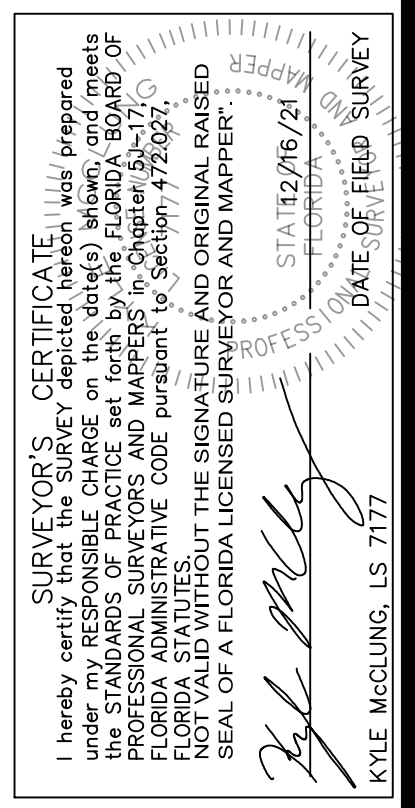 SURVEYOR'S CERTIFICATE
I hereby certify that the SURVEY depicted hereon was prepared
under my RESPONSIBLE CHARGE on the date(s) shown, and meets
the STANDARDS OF PRACTICE set forth by the FLORIDA BOARD OF
PROFESSIONAL SURVEYORS AND MAPPERS in Chapter 5J-17,
FLORIDA ADMINISTRATIVE CODE pursuant to Section 472.027,
FLORIDA STATUTES.
NOT VALID WITHOUT THE SIGNATURE AND ORIGINAL RAISED
SEAL OF A FLORIDA LICENSED SURVEYOR AND MAPPER".
12/16/21
KYLE McCLUNG, LS 7177
DATE OF FIELD SURVEY
McCLUNG
NUMBER
7177
STATE OF
FLORIDA
PROFESSIONAL SURVEYOR AND MAPPER